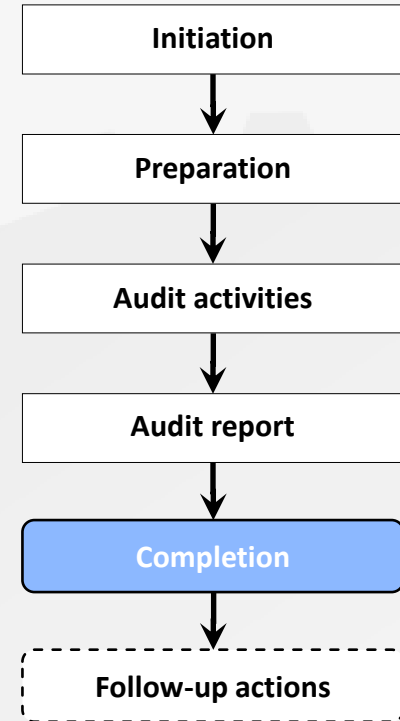 Initiation
Preparation
Audit activities
Audit report
Completion
Follow-up actions